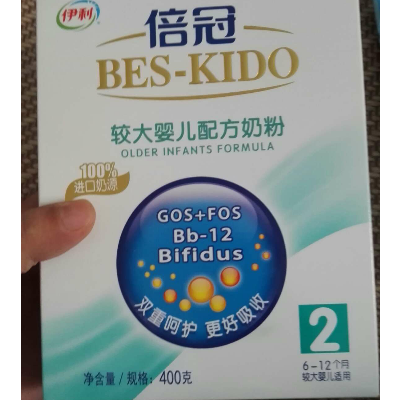 伊利
倍冠
BES-KIDO
较大婴儿配方奶粉
OLDER INFANTS FORMULA
100%
进口奶源
GOS+FOS
Bb-12
Bifidus
双重呵护 更好吸收
2
6-12个月
较大婴儿适用
净含量/规格:400克